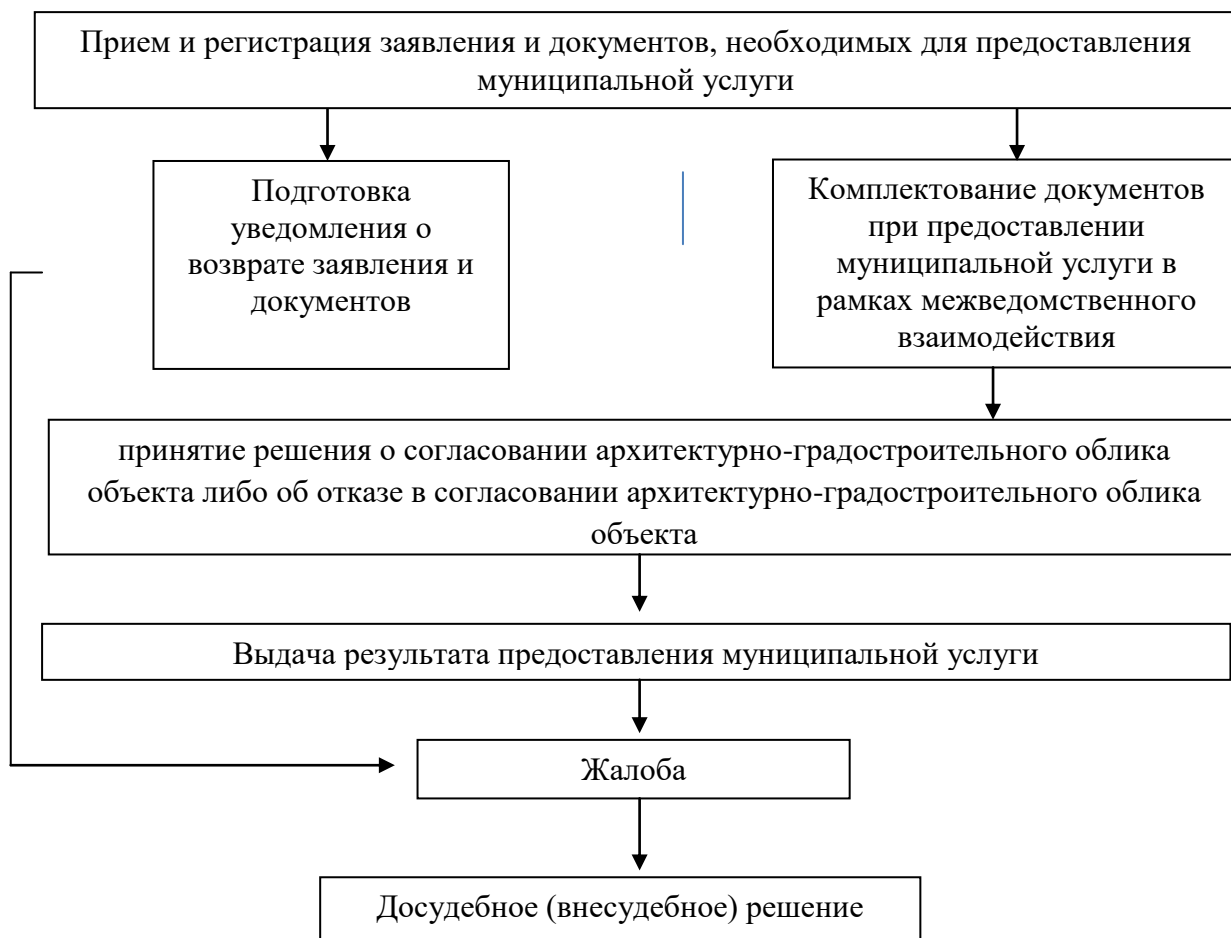 Прием и регистрация заявления и документов, необходимых для предоставления
муниципальной услуги
Подготовка
уведомления о
возврате заявления и
документов
Комплектование документов
при предоставлении
муниципальной услуги в
рамках межведомственного
взаимодействия
принятие решения о согласовании архитектурно-градостроительного облика
объекта либо об отказе в согласовании архитектурно-градостроительного облика
объекта
Выдача результата предоставления муниципальной услуги
Жалоба
Досудебное (внесудебное) решение